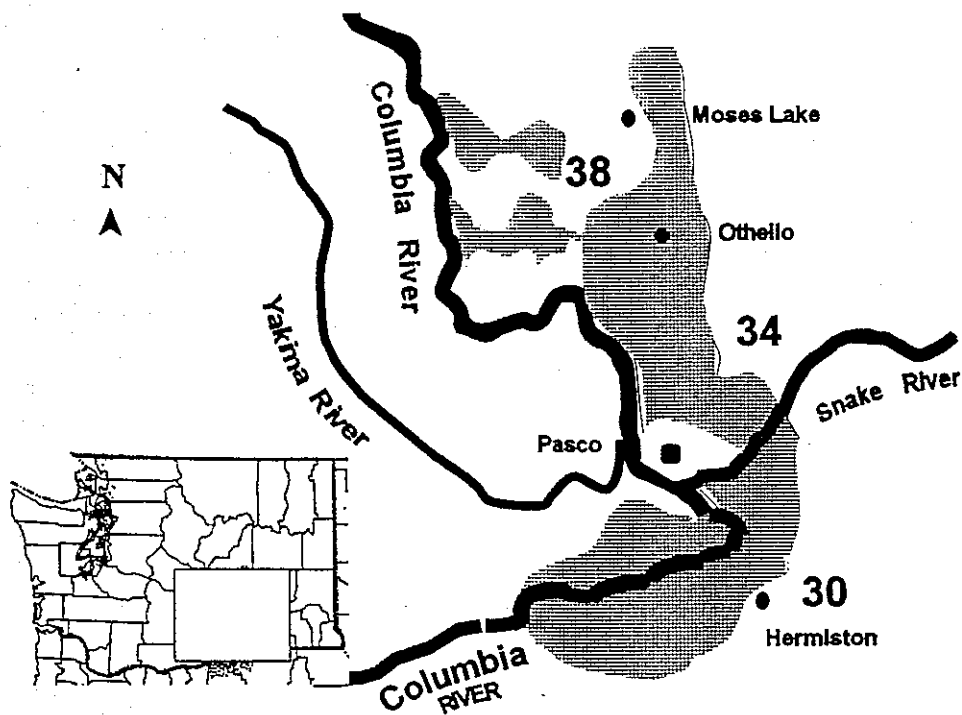 Columbia River
Moses Lake
N
38
Othello
Yakima River
34
Snake River
Pasco
30
Hermiston
Columbia
RIVER